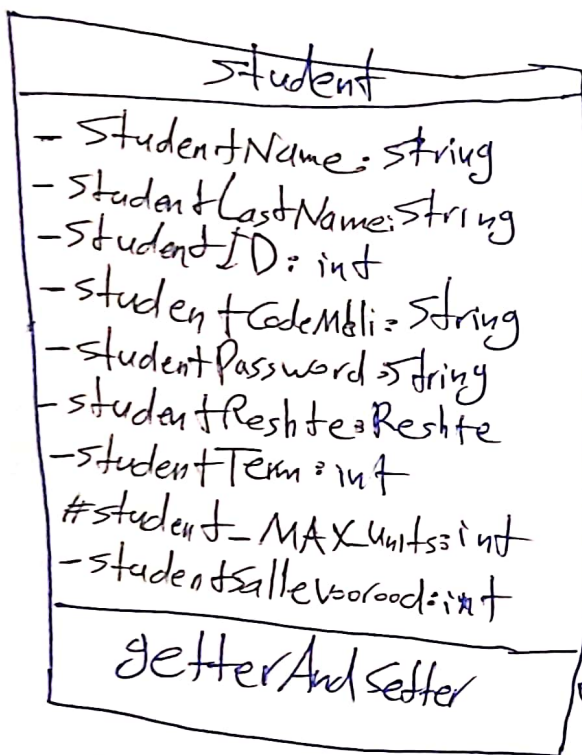 Student
- StudentName: String
- StudentLastName: String
- StudentID: int
- studentCodeMeli: String
- studentPassword: String
- studentReshte: Reshte
- studentTerm: int
# student_MAX_Units: int
- studentSalleVoorood: int
getterAndSetter